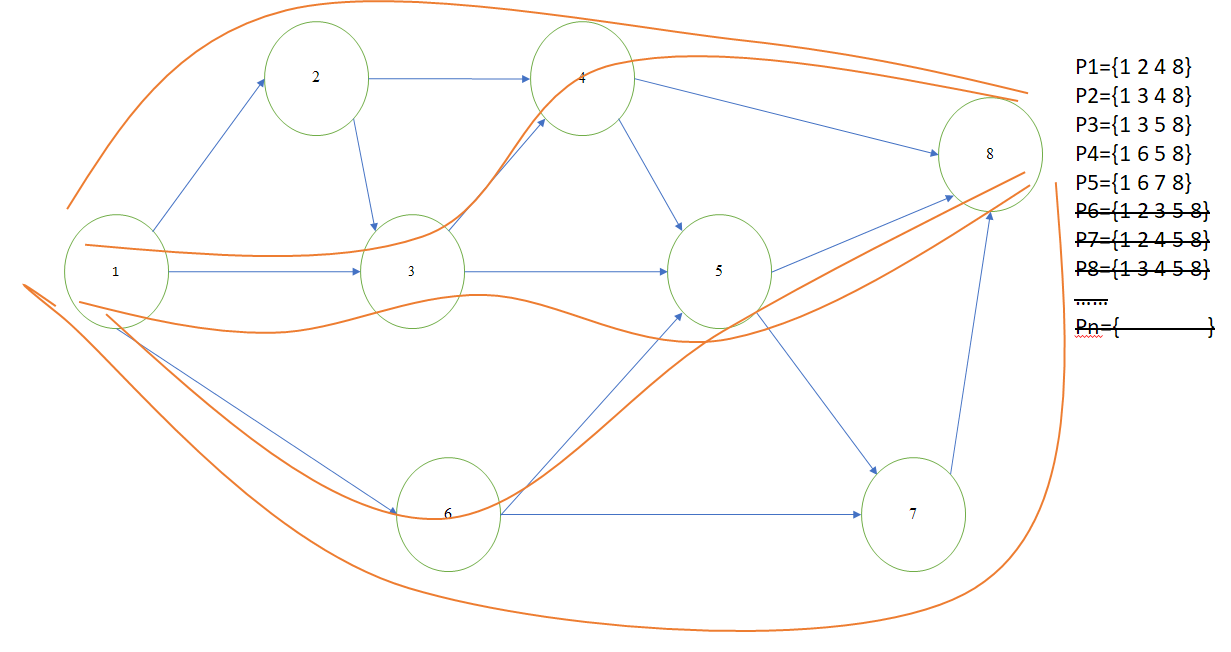 2
4
8
1
3
5
6
7
P1={1 2 4 8}
P2={1 3 4 8}
P3={1 3 5 8}
P4={1 6 5 8}
P5={1 6 7 8}
P6={1 2 3 5 8}
P7={1 2 4 5 8}
P8={1 3 4 5 8}
......
Pn={ }